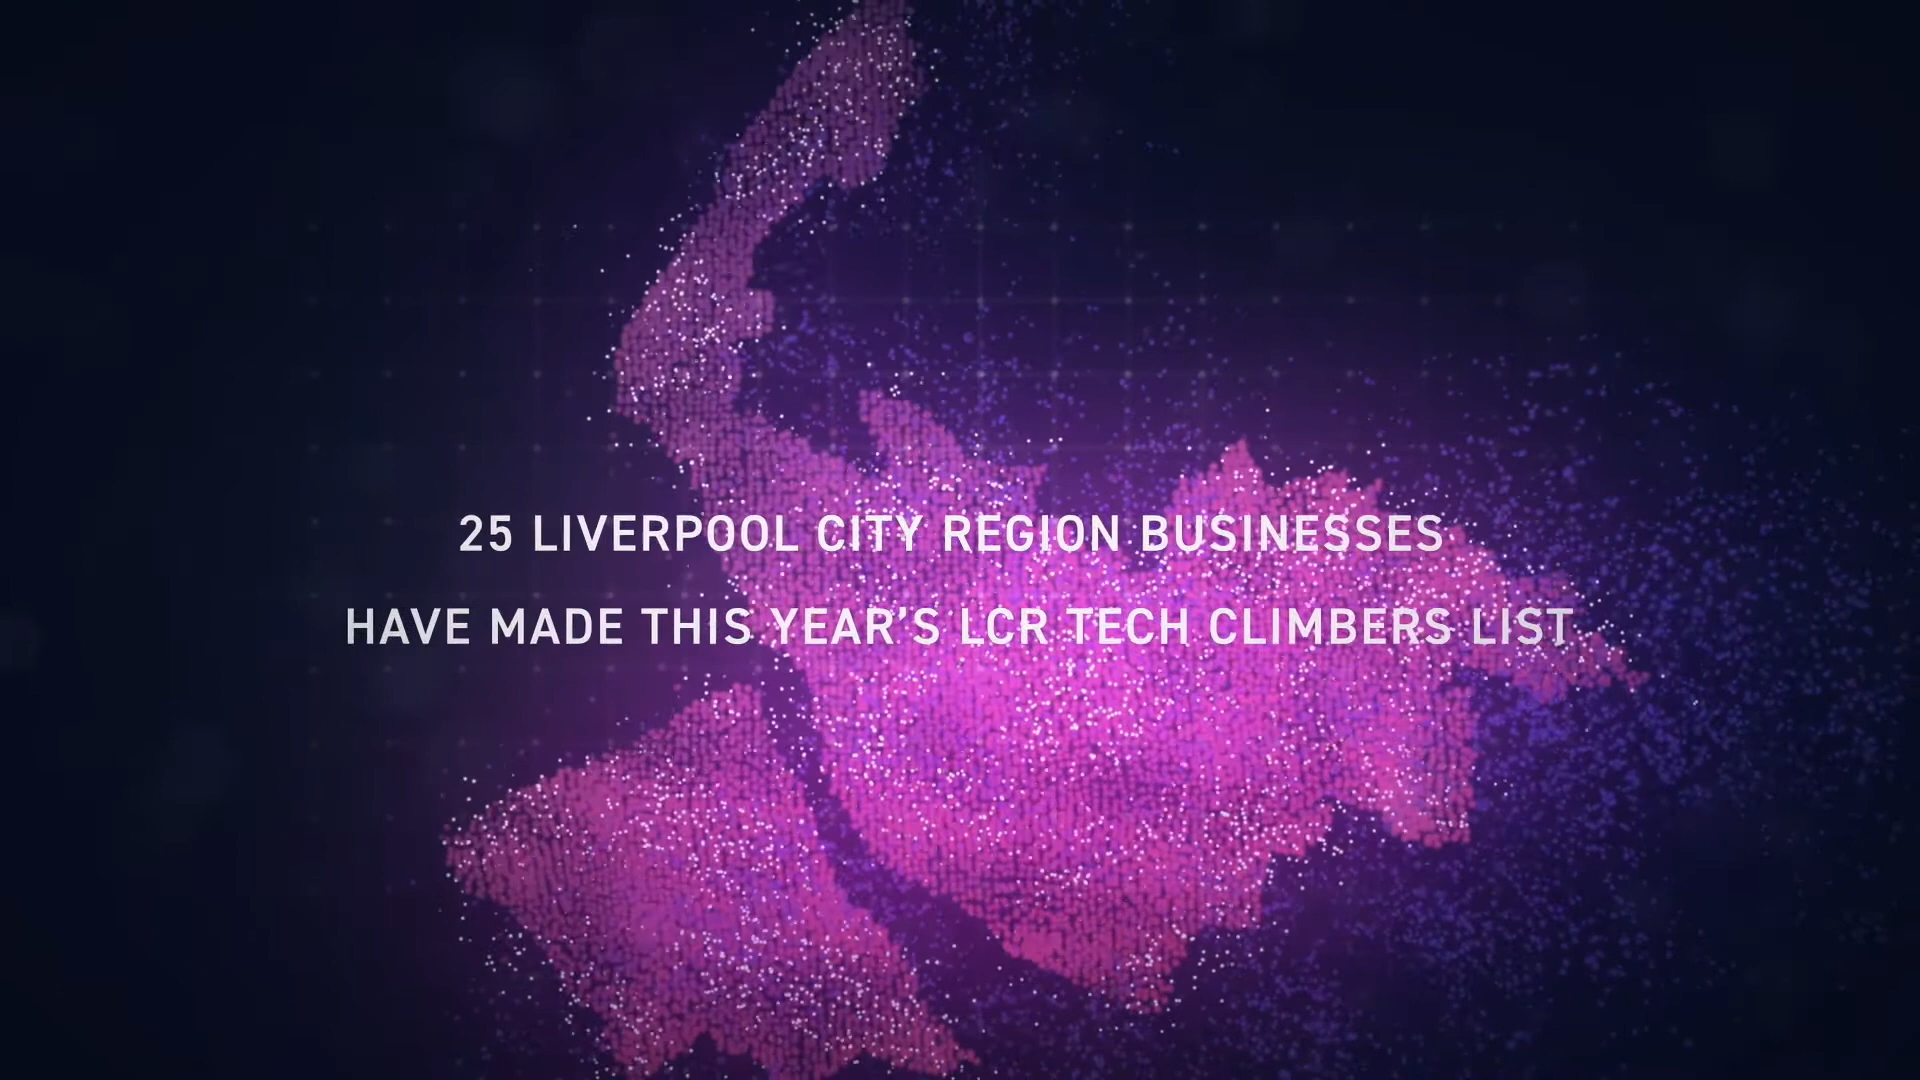 25 LIVERPOOL CITY REGION BUSINESSES
HAVE MADE THIS YEAR’S LCR TECH CLIMBERS LIST